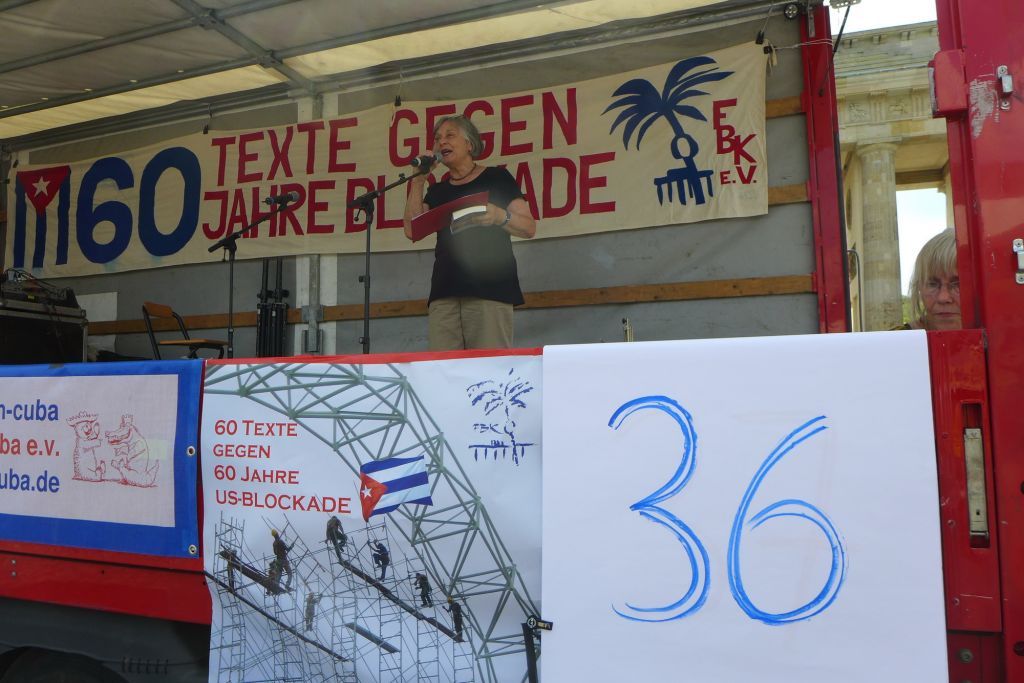 60 TEXTE GEGEN
JAHRE BLOCKADE
FBK
e.V.
n-cuba
ba e.v.
uba.de
60 TEXTE
GEGEN
60 JAHRE
US-BLOCKADE
FBK
36